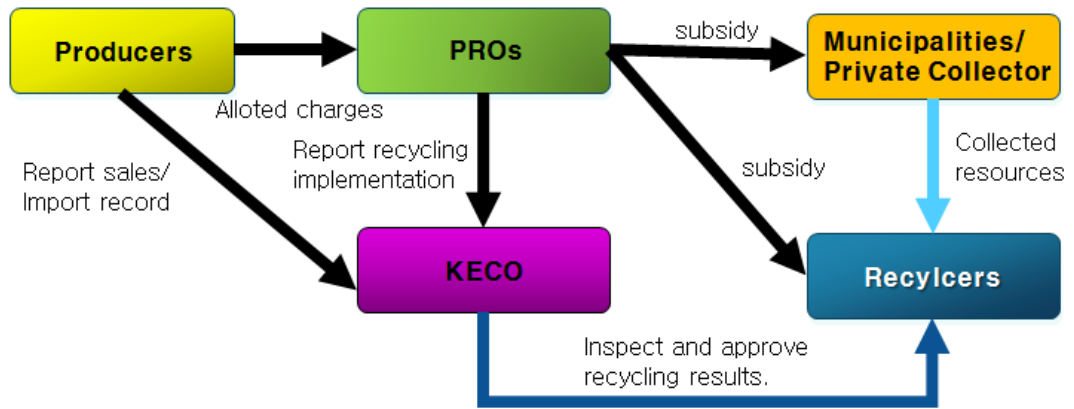 Producers
PROs
subsidy
Municipalities/
Private Collector
Alloted charges
Report sales/
Import record
Report recycling
implementation
subsidy
Collected
resources
KECO
Recylcers
Inspect and approve
recycling results.